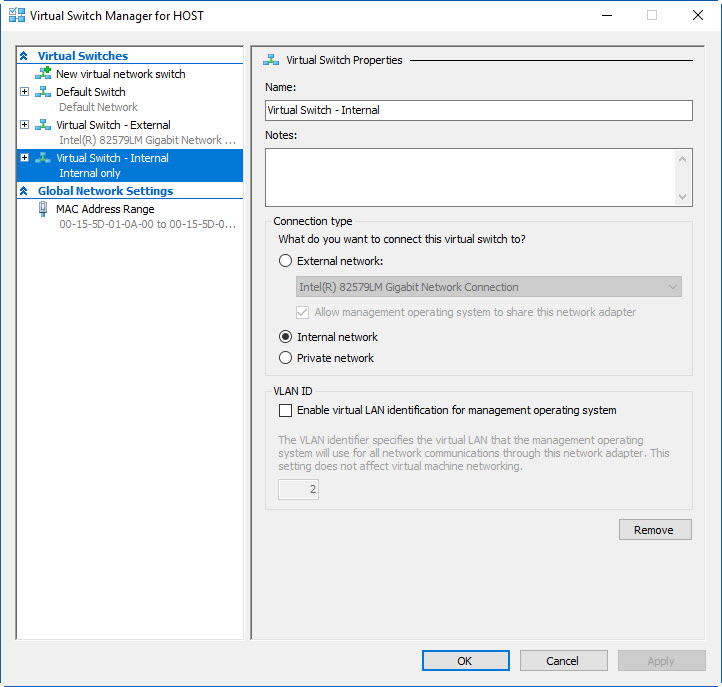 Virtual Switch Manager for HOST
Virtual Switches
New virtual network switch
Default Switch
Default Network
Virtual Switch - External
Intel(R) 82579LM Gigabit Network ...
Virtual Switch - Internal
Internal only
Global Network Settings
MAC Address Range
00-15-5D-01-0A-00 to 00-15-5D-0...
Virtual Switch Properties
Name:
Virtual Switch - Internal
Notes:
Connection type
What do you want to connect this virtual switch to?
External network:
Intel(R) 82579LM Gigabit Network Connection
Allow management operating system to share this network adapter
Internal network
Private network
VLAN ID
Enable virtual LAN identification for management operating system
The VLAN identifier specifies the virtual LAN that the management operating
system will use for all network communications through this network adapter. This
setting does not affect virtual machine networking.
2
Remove
OK
Cancel
Apply